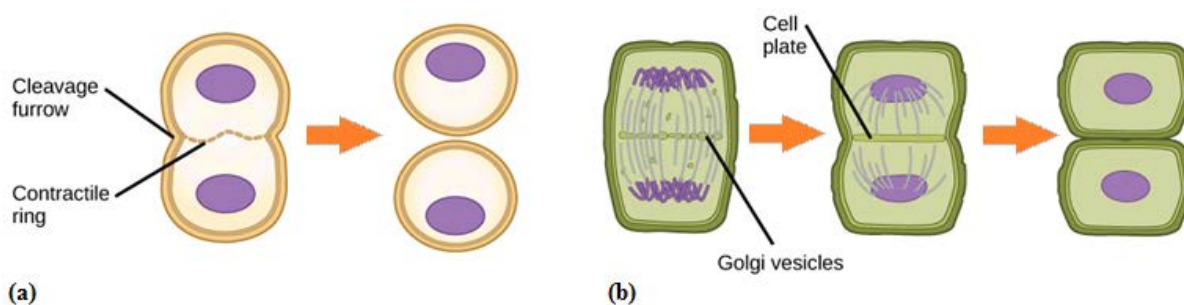 Cleavage
furrow
Contractile
ring
(a)
Cell
plate
Golgi vesicles
(b)